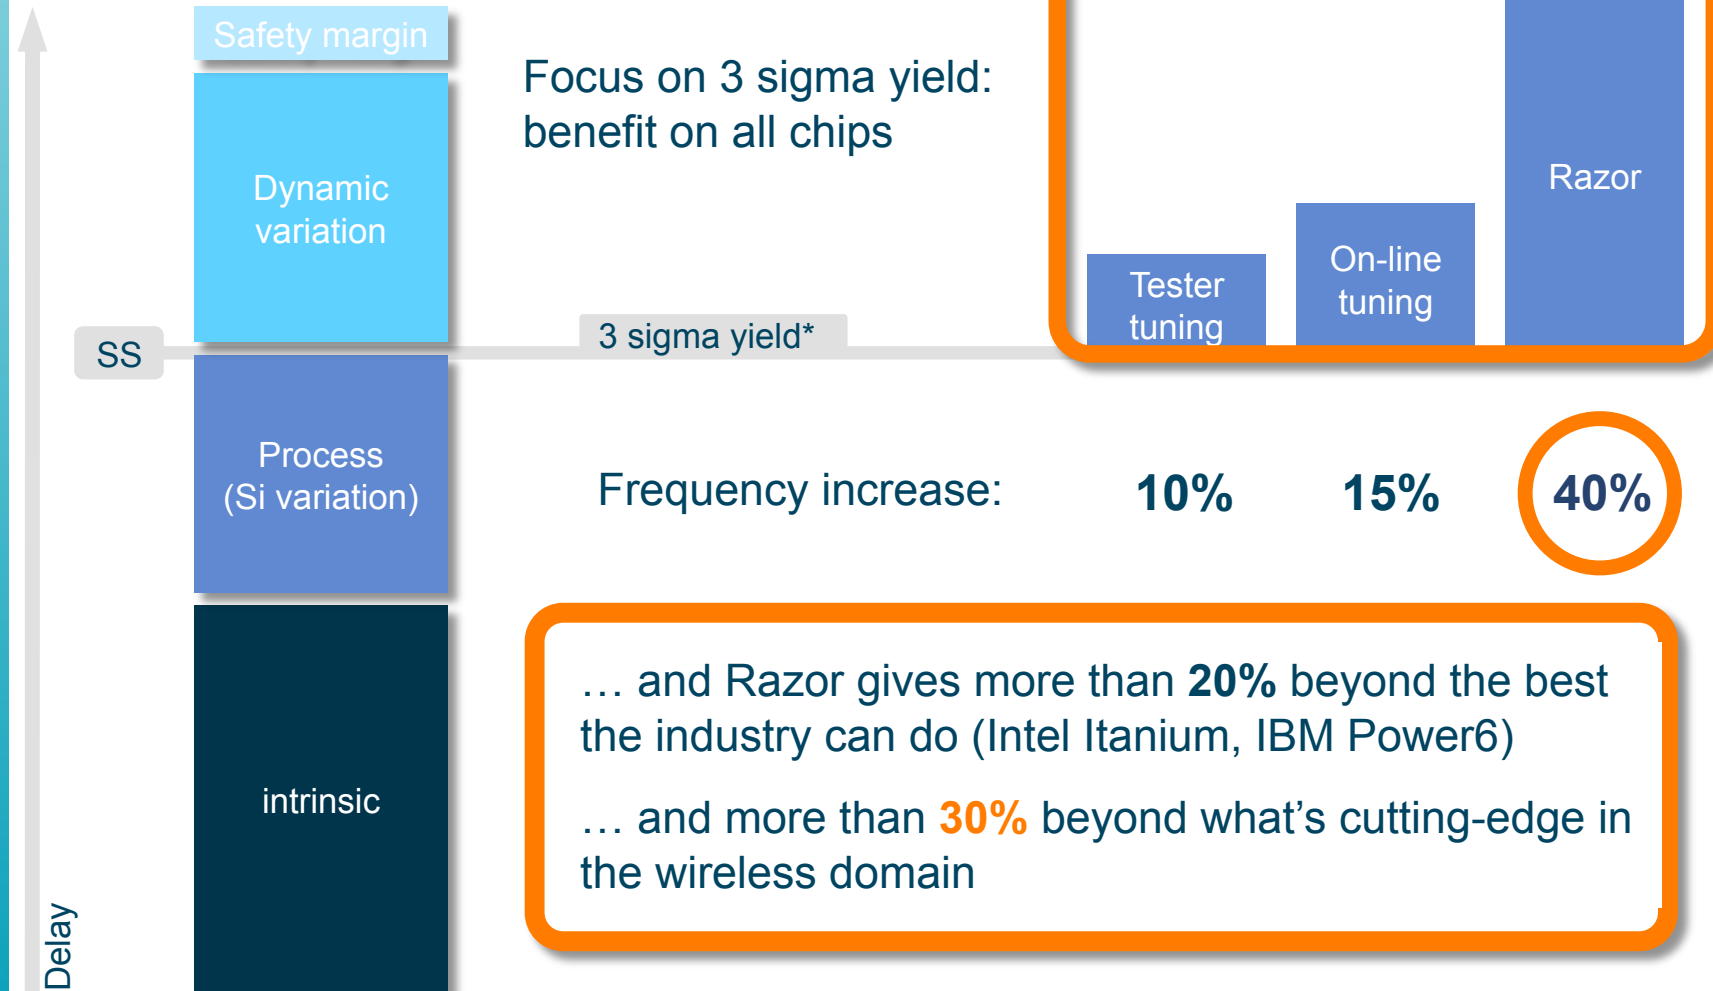 Safety margin
Focus on 3 sigma yield:
benefit on all chips
Dynamic
variation
Razor
On-line
tuning
Tester
tuning
3 sigma yield*
SS
Process
(Si variation)
Frequency increase:
10%
15%
40%
… and Razor gives more than 20% beyond the best
the industry can do (Intel Itanium, IBM Power6)
… and more than 30% beyond what’s cutting-edge in
the wireless domain
intrinsic
Delay